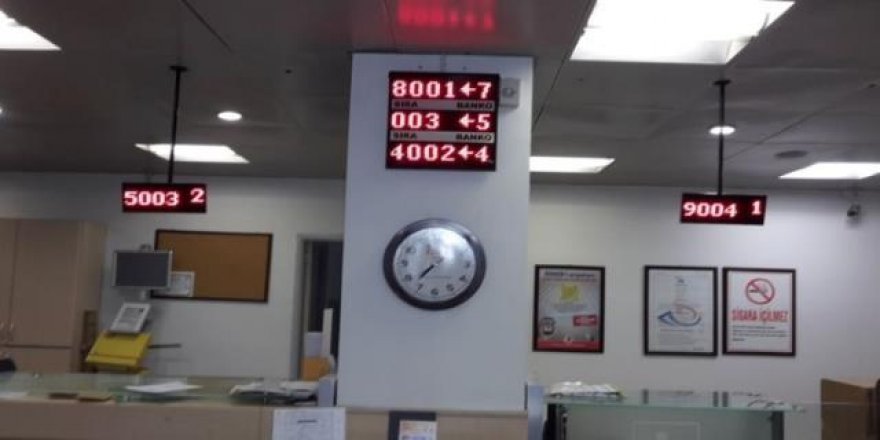 8001←7
SIRA BANKO
003 ←5
SIRA BANKO
4002←4
5003 2
9004 1
SİGARA İÇİLMEZ